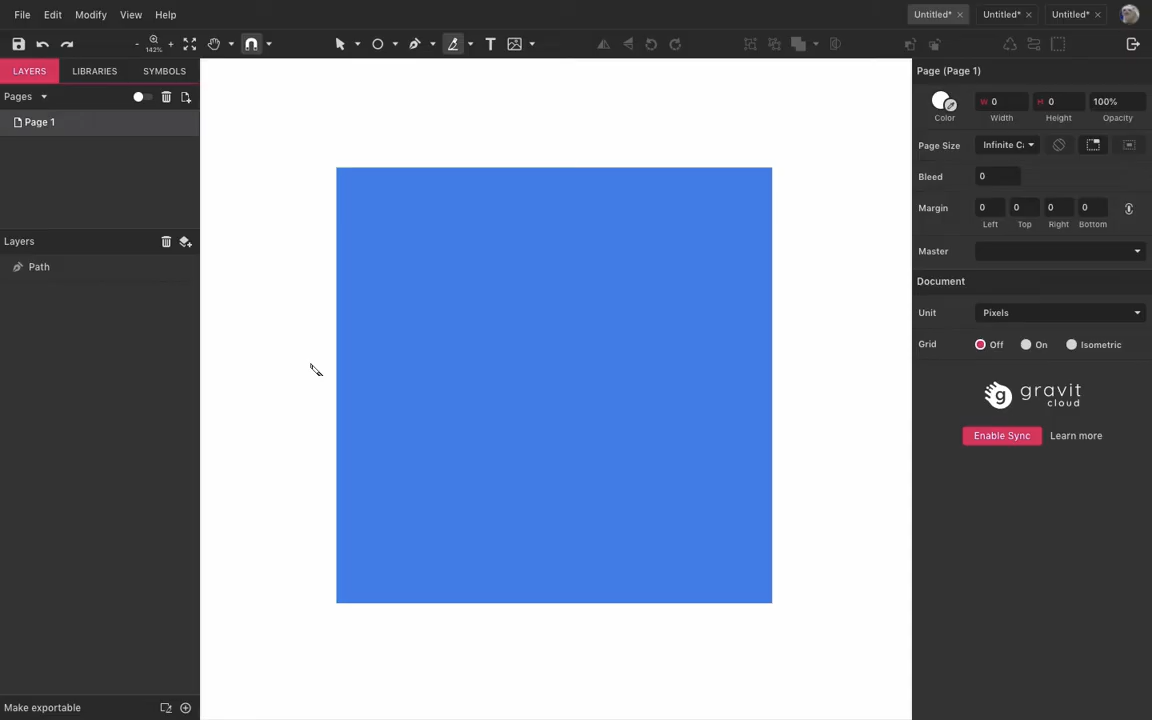 File Edit Modify View Help
Untitled* Untitled* Untitled*
- 142% +
T
LAYERS LIBRARIES SYMBOLS
Pages
Page 1
Layers
Path
Make exportable
Page (Page 1)
W 0 H 0 100%
Color Width Height Opacity
Page Size Infinite Ca
Bleed 0
Margin 0 0 0 0
Left Top Right Bottom
Master
Document
Unit Pixels
Grid Off On Isometric
g gravit
cloud
Enable Sync Learn more